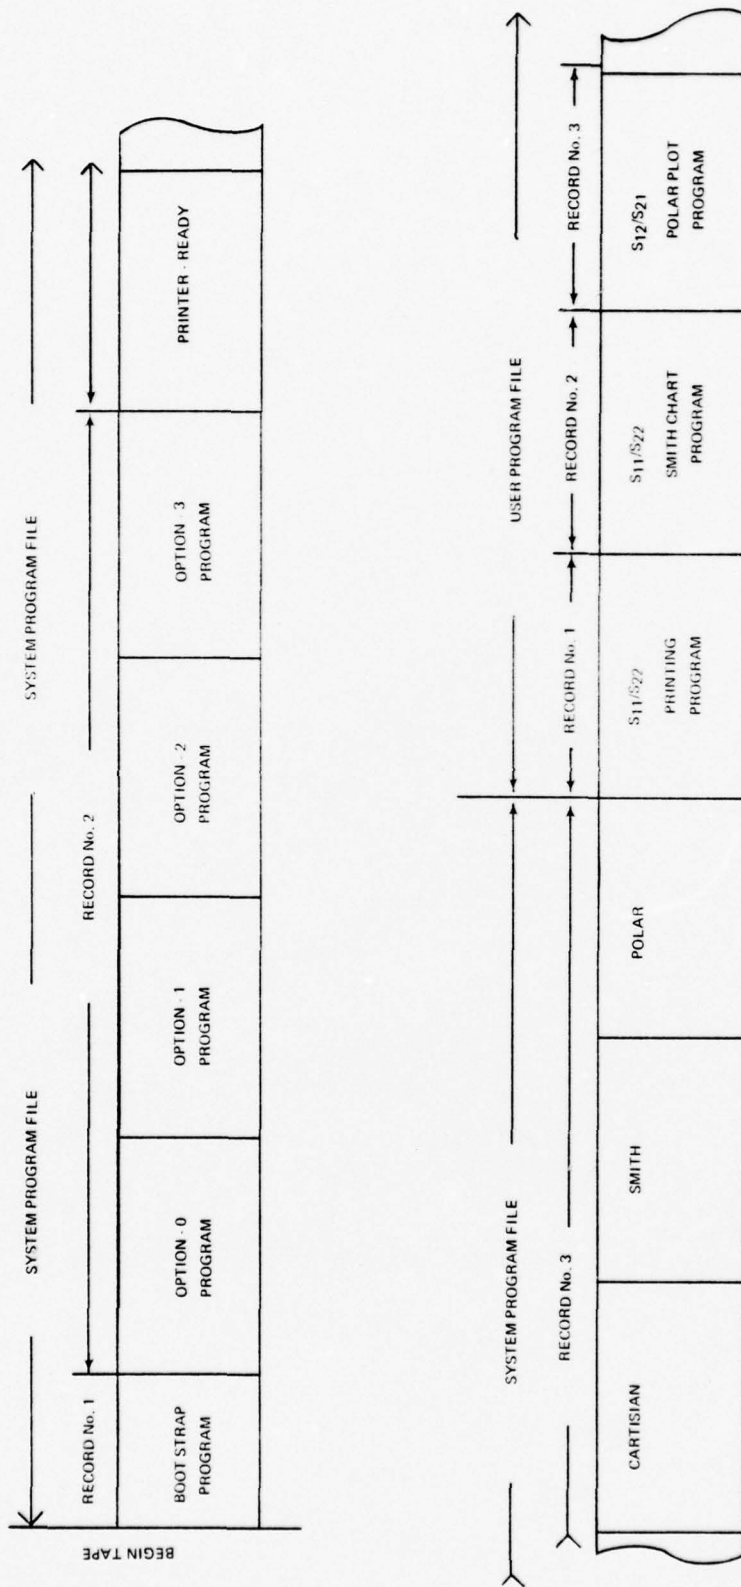 SYSTEM PROGRAM FILE
SYSTEM PROGRAM FILE
RECORD No. 1
RECORD No. 2
BEGIN TAPE
BOOT STRAP
PROGRAM
OPTION - 0
PROGRAM
OPTION - 1
PROGRAM
OPTION - 2
PROGRAM
OPTION - 3
PROGRAM
PRINTER - READY
SYSTEM PROGRAM FILE
USER PROGRAM FILE
RECORD No. 3
RECORD No. 1
RECORD No. 2
RECORD No. 3
CARTISIAN
SMITH
POLAR
S11/S22
PRINTING
PROGRAM
S11/S22
SMITH CHART
PROGRAM
S12/S21
POLAR PLOT
PROGRAM